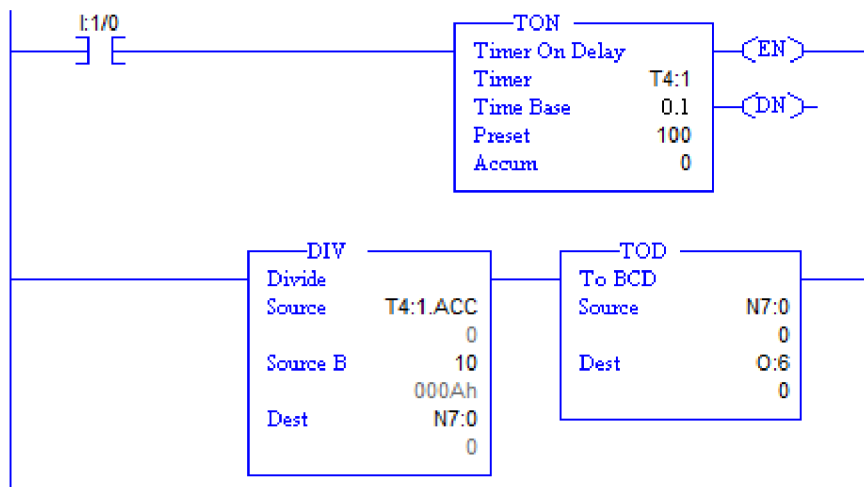 I:1/0
TON
Timer On Delay
Timer T4:1
Time Base 0.1
Preset 100
Accum 0
EN
DN
DIV
Divide
Source T4:1.ACC
0
Source B 10
000Ah
Dest N7:0
0
TOD
To BCD
Source N7:0
0
Dest O:6
0